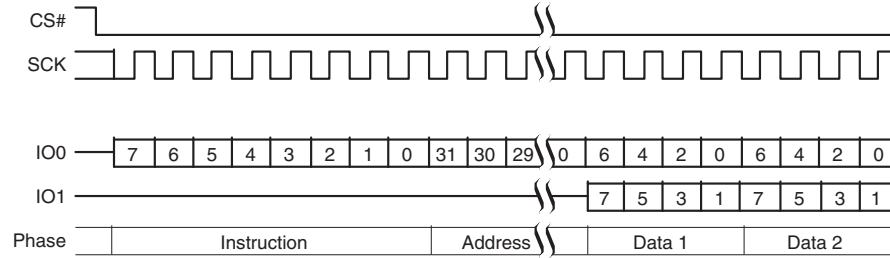 CS#
SCK
IO0 7 6 5 4 3 2 1 0 31 30 29 0 6 4 2 0 6 4 2 0
IO1 7 5 3 1 7 5 3 1
Phase Instruction Address Data 1 Data 2